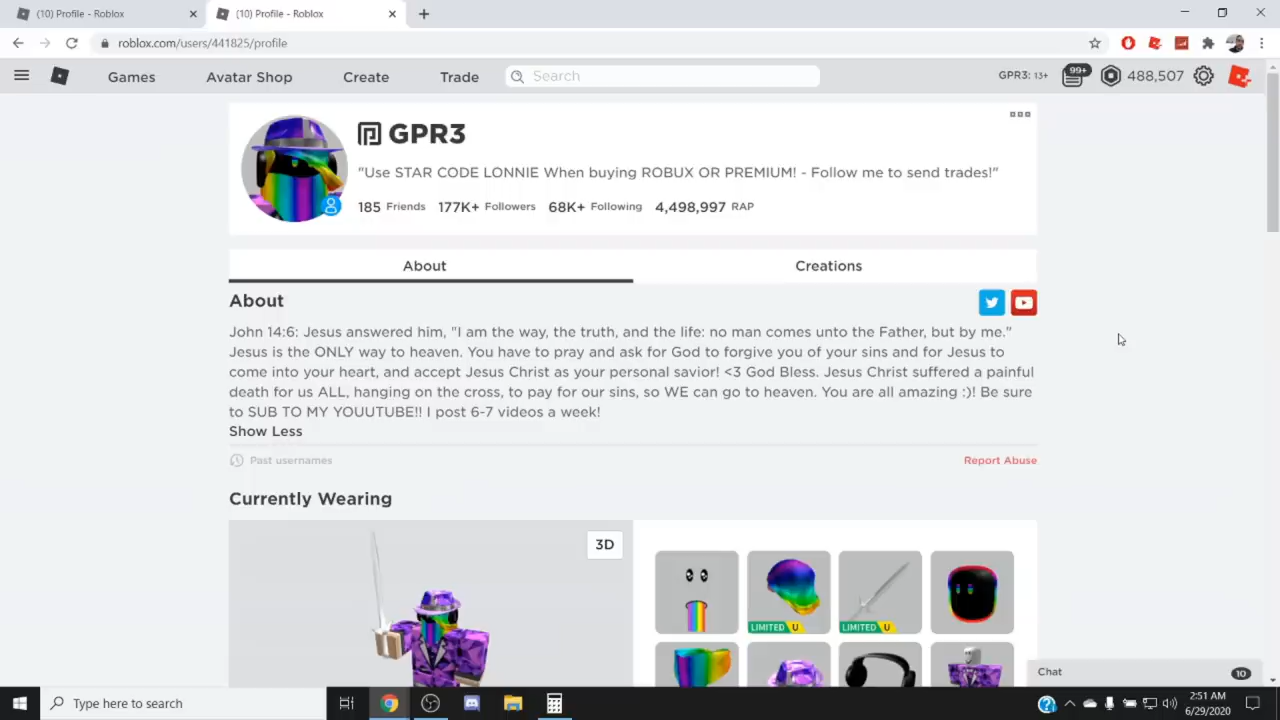 (10) Profile - Roblox
(10) Profile - Roblox
roblox.com/users/441825/profile
Games Avatar Shop Create Trade Search GPR3: 13+ 99+ 488,507
GPR3
"Use STAR CODE LONNIE When buying ROBUX OR PREMIUM! - Follow me to send trades!"
185 Friends 177K+ Followers 68K+ Following 4,498,997 RAP
About Creations
About
John 14:6: Jesus answered him, "I am the way, the truth, and the life: no man comes unto the Father, but by me."
Jesus is the ONLY way to heaven. You have to pray and ask for God to forgive you of your sins and for Jesus to
come into your heart, and accept Jesus Christ as your personal savior! <3 God Bless. Jesus Christ suffered a painful
death for us ALL, hanging on the cross, to pay for our sins, so WE can go to heaven. You are all amazing :)! Be sure
to SUB TO MY YOUUTUBE!! I post 6-7 videos a week!
Show Less
Past usernames Report Abuse
Currently Wearing
3D
LIMITED U LIMITED U
Chat 10
Type here to search
2:51 AM
6/29/2020